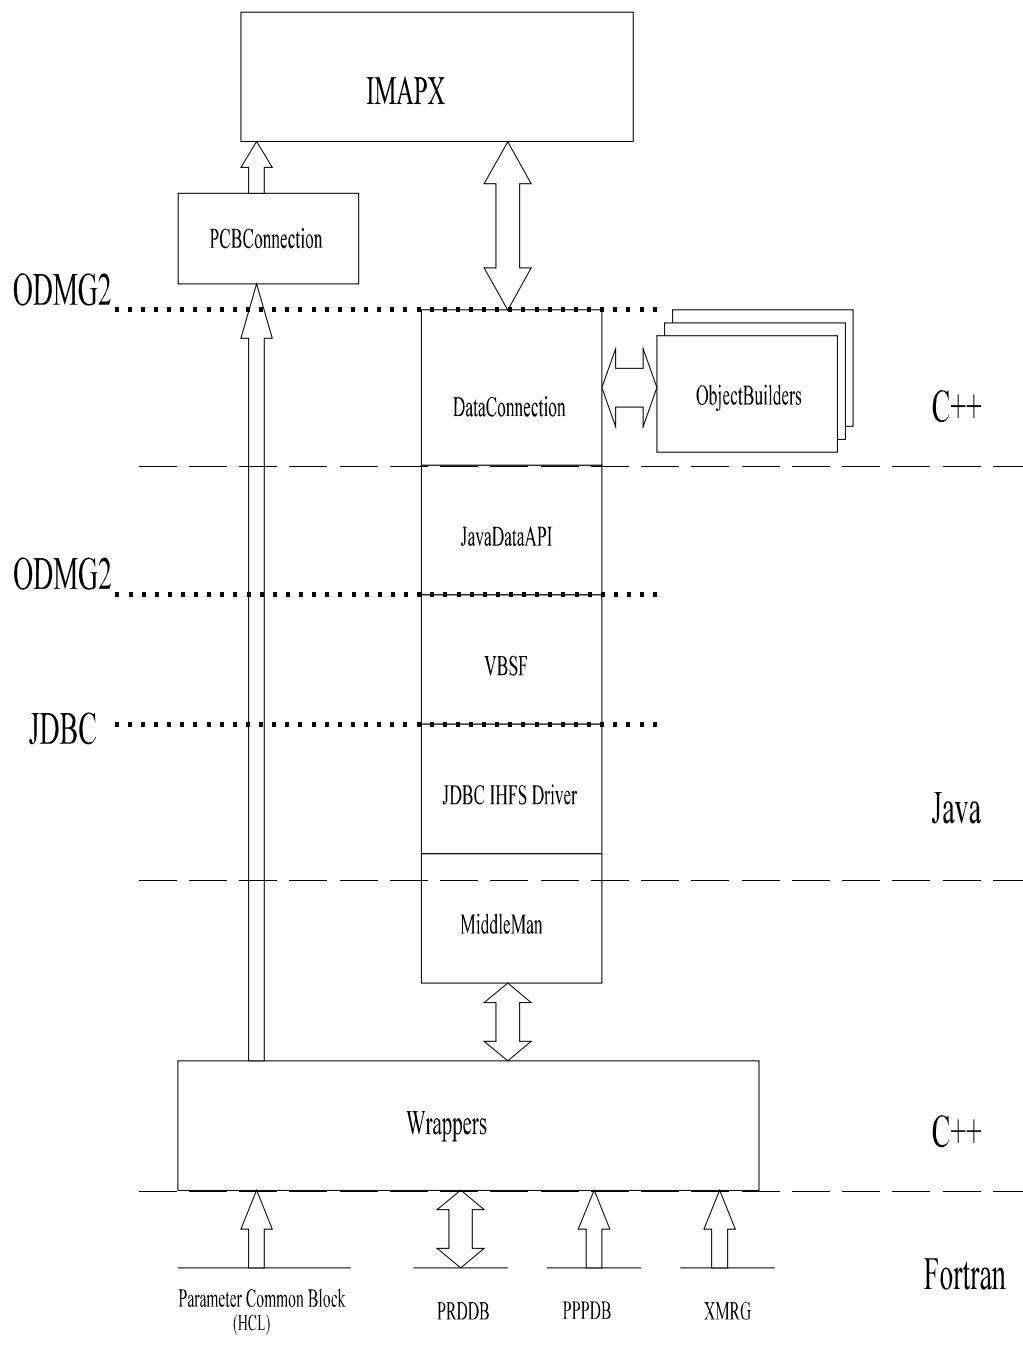 IMAPX
PCBConnection
ODMG2
DataConnection
ObjectBuilders
C++
JavaDataAPI
ODMG2
VBSF
JDBC
JDBC IHFS Driver
Java
MiddleMan
Wrappers
C++
Fortran
Parameter Common Block
(HCL)
PRDDB
PPPDB
XMRG